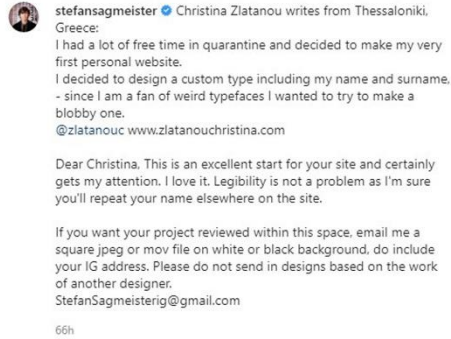 stefansagmeister Christina Zlatanou writes from Thessaloniki,
Greece:
I had a lot of free time in quarantine and decided to make my very
first personal website.
I decided to design a custom type including my name and surname,
- since I am a fan of weird typefaces I wanted to try to make a
blobby one.
@zlatanouc www.zlatanouchristina.com
Dear Christina, This is an excellent start for your site and certainly
gets my attention. I love it. Legibility is not a problem as I'm sure
you'll repeat your name elsewhere on the site.
If you want your project reviewed within this space, email me a
square jpeg or mov file on white or black background, do include
your IG address. Please do not send in designs based on the work
of another designer.
StefanSagmeisterig@gmail.com
66h